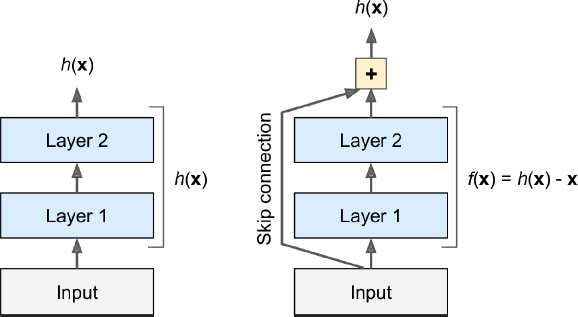 h(x)
Layer 2
Layer 1
Input
h(x)
h(x)
+
Skip connection
Layer 2
Layer 1
Input
f(x) = h(x) - x